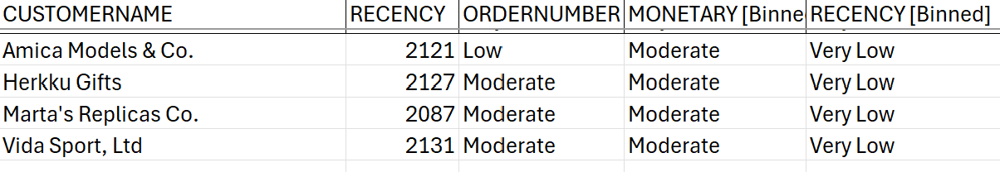 CUSTOMERNAME RECENCY ORDERNUMBER MONETARY [Binne RECENCY [Binned]
Amica Models & Co. 2121 Low Moderate Very Low
Herkku Gifts 2127 Moderate Moderate Very Low
Marta's Replicas Co. 2087 Moderate Moderate Very Low
Vida Sport, Ltd 2131 Moderate Moderate Very Low